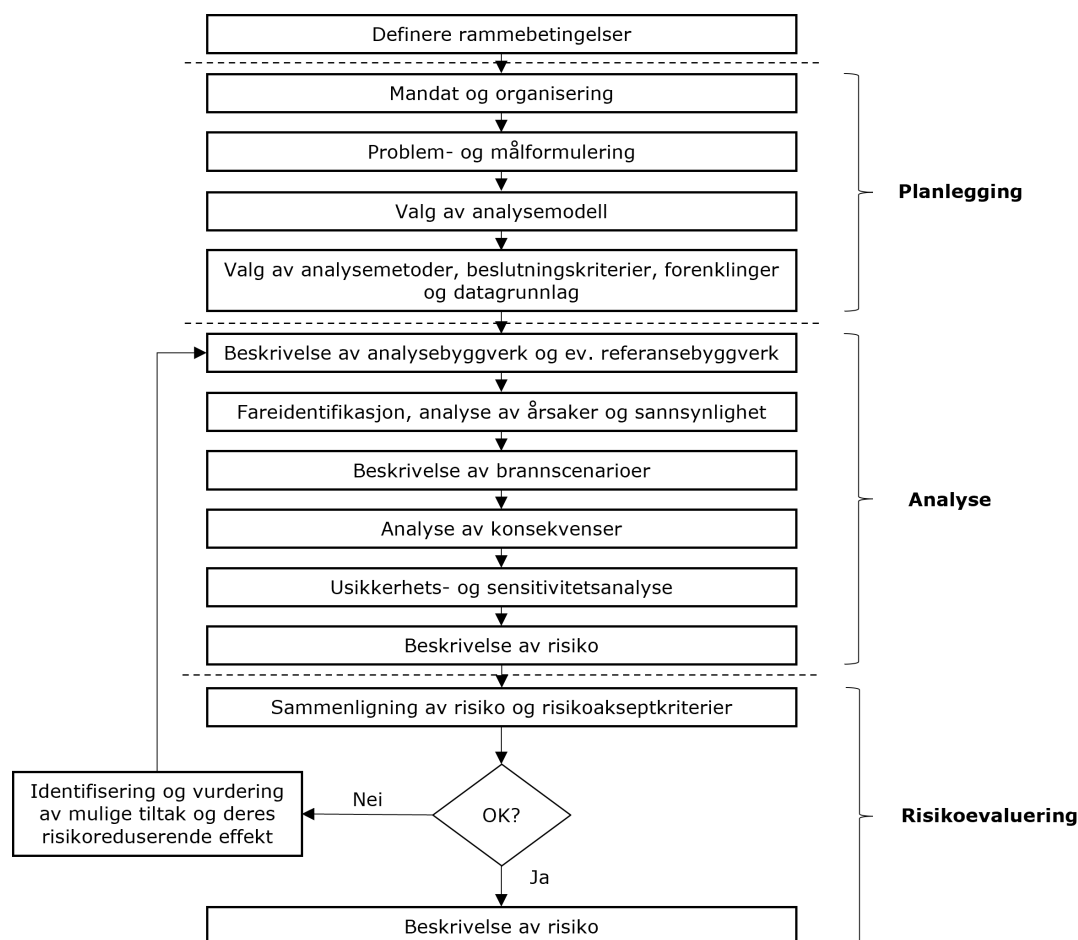 Definere rammebetingelser
Mandat og organisering
Problem- og målformulering
Planlegging
Valg av analysemodell
Valg av analysemetoder, beslutningskriterier, forenklinger
og datagrunnlag
Beskrivelse av analysebyggverk og ev. referansebyggverk
Fareidentifikasjon, analyse av årsaker og sannsynlighet
Beskrivelse av brannscenarioer
Analyse
Analyse av konsekvenser
Usikkerhets- og sensitivitetsanalyse
Beskrivelse av risiko
Sammenligning av risiko og risikoakseptkriterier
Identifisering og vurdering
av mulige tiltak og deres
risikoreduserende effekt
Nei
OK?
Risikoevaluering
Ja
Beskrivelse av risiko